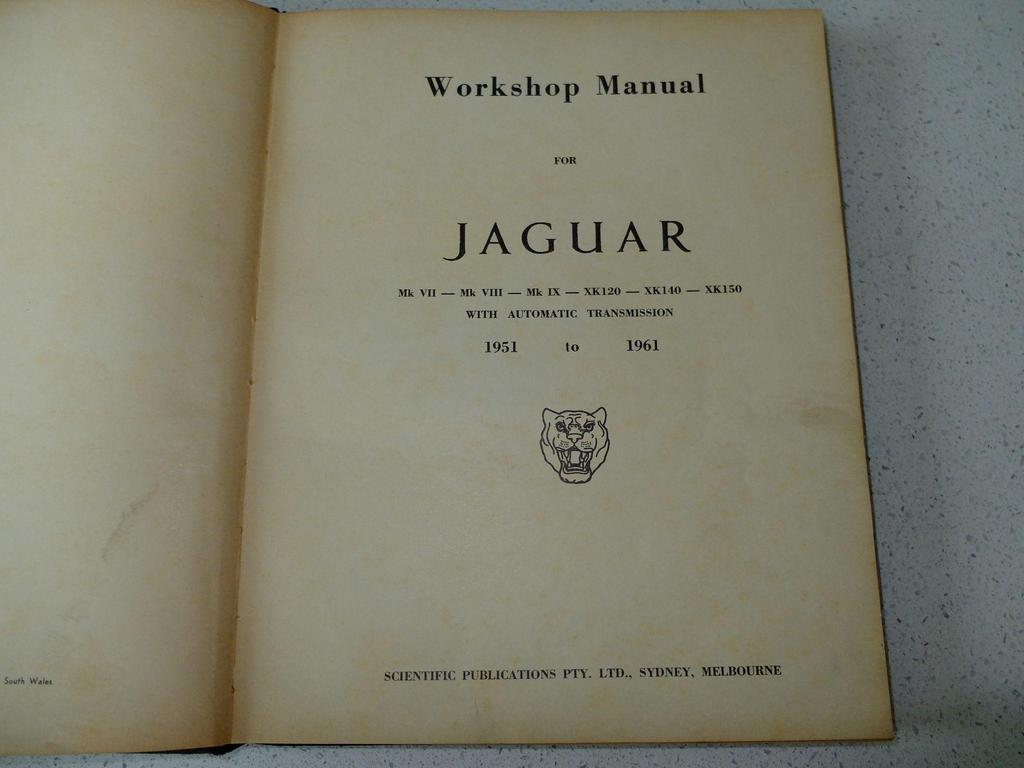 South Wales
Workshop Manual
FOR
JAGUAR
Mk VII — Mk VIII — Mk IX — XK120 — XK140 — XK150
WITH AUTOMATIC TRANSMISSION
1951 to 1961
SCIENTIFIC PUBLICATIONS PTY. LTD., SYDNEY, MELBOURNE